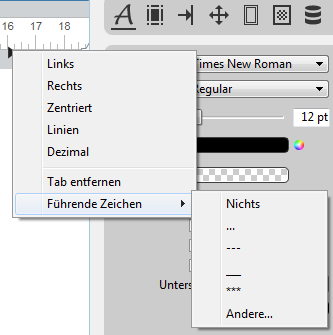 16 17 18
A
Links
Rechts
Zentriert
Linien
Dezimal
Tab entfernen
Führende Zeichen
Times New Roman
Regular
12 pt
Nichts
...
---
___
***
Andere...
Unters